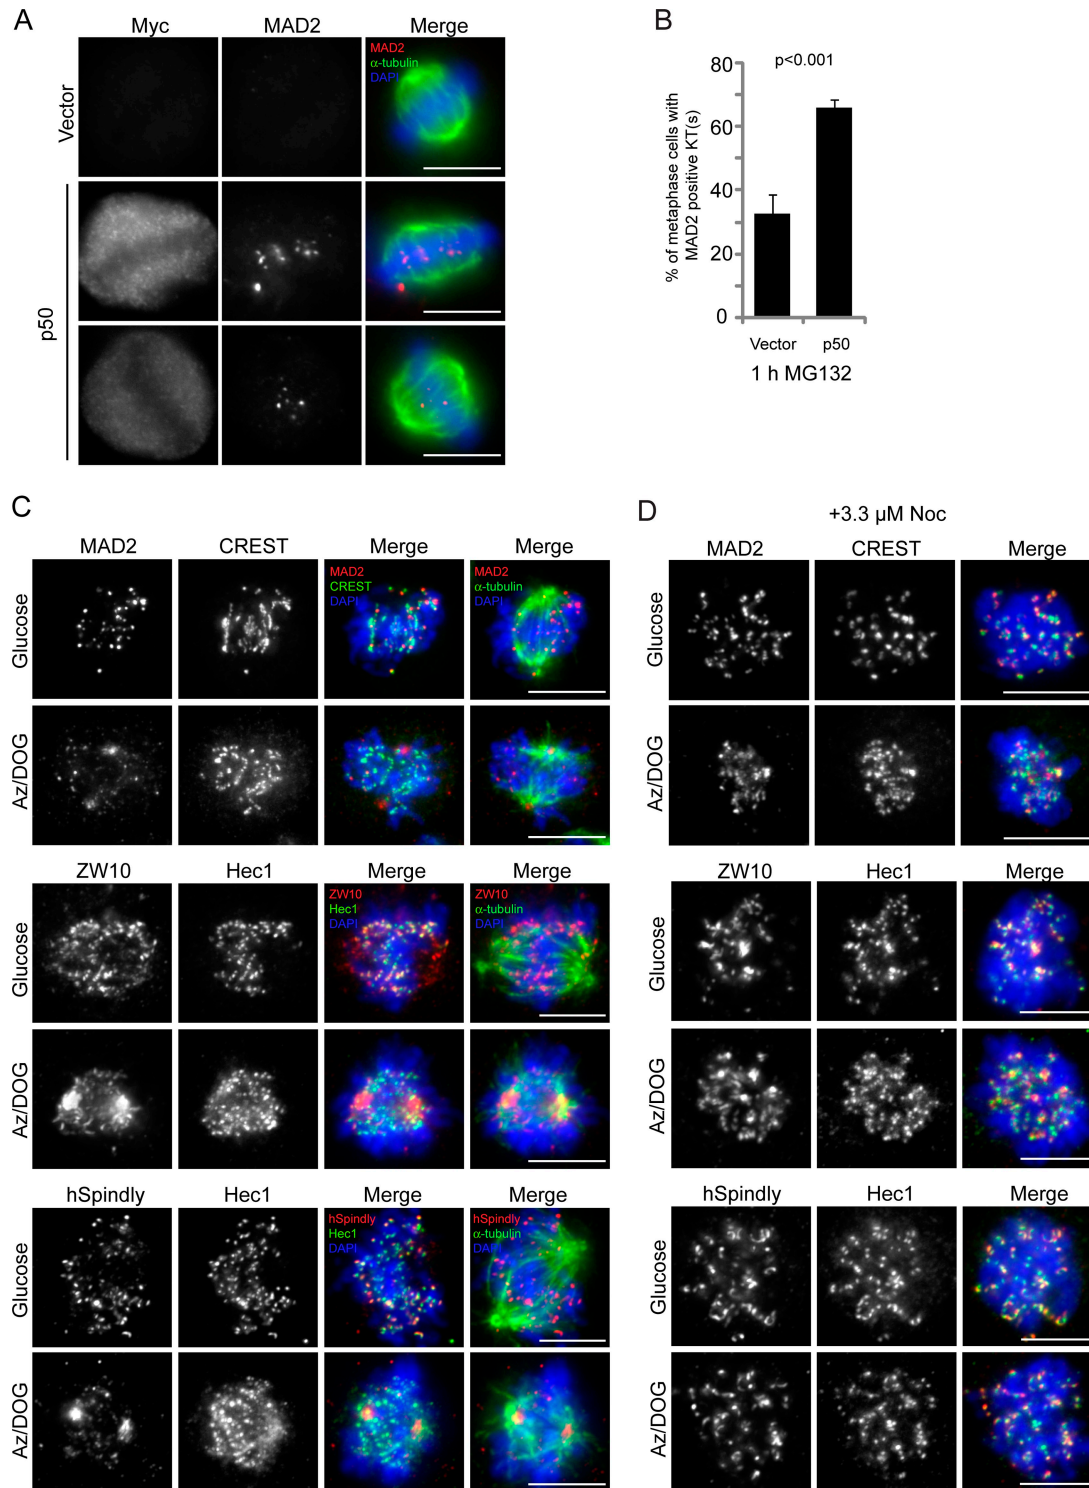 A
Myc MAD2 Merge
MAD2
α-tubulin
DAPI
Vector
p50
B
p<0.001
% of metaphase cells with
MAD2 positive KT(s)
80
60
40
20
0
Vector p50
1 h MG132
C
MAD2 CREST Merge Merge
MAD2
CREST
DAPI
MAD2
α-tubulin
DAPI
Glucose
Az/DOG
ZW10 Hec1 Merge Merge
ZW10
Hec1
DAPI
ZW10
α-tubulin
DAPI
Glucose
Az/DOG
hSpindly Hec1 Merge Merge
hSpindly
Hec1
DAPI
hSpindly
α-tubulin
DAPI
Glucose
Az/DOG
D
+3.3 µM Noc
MAD2 CREST Merge
Glucose
Az/DOG
ZW10 Hec1 Merge
Glucose
Az/DOG
hSpindly Hec1 Merge
Glucose
Az/DOG